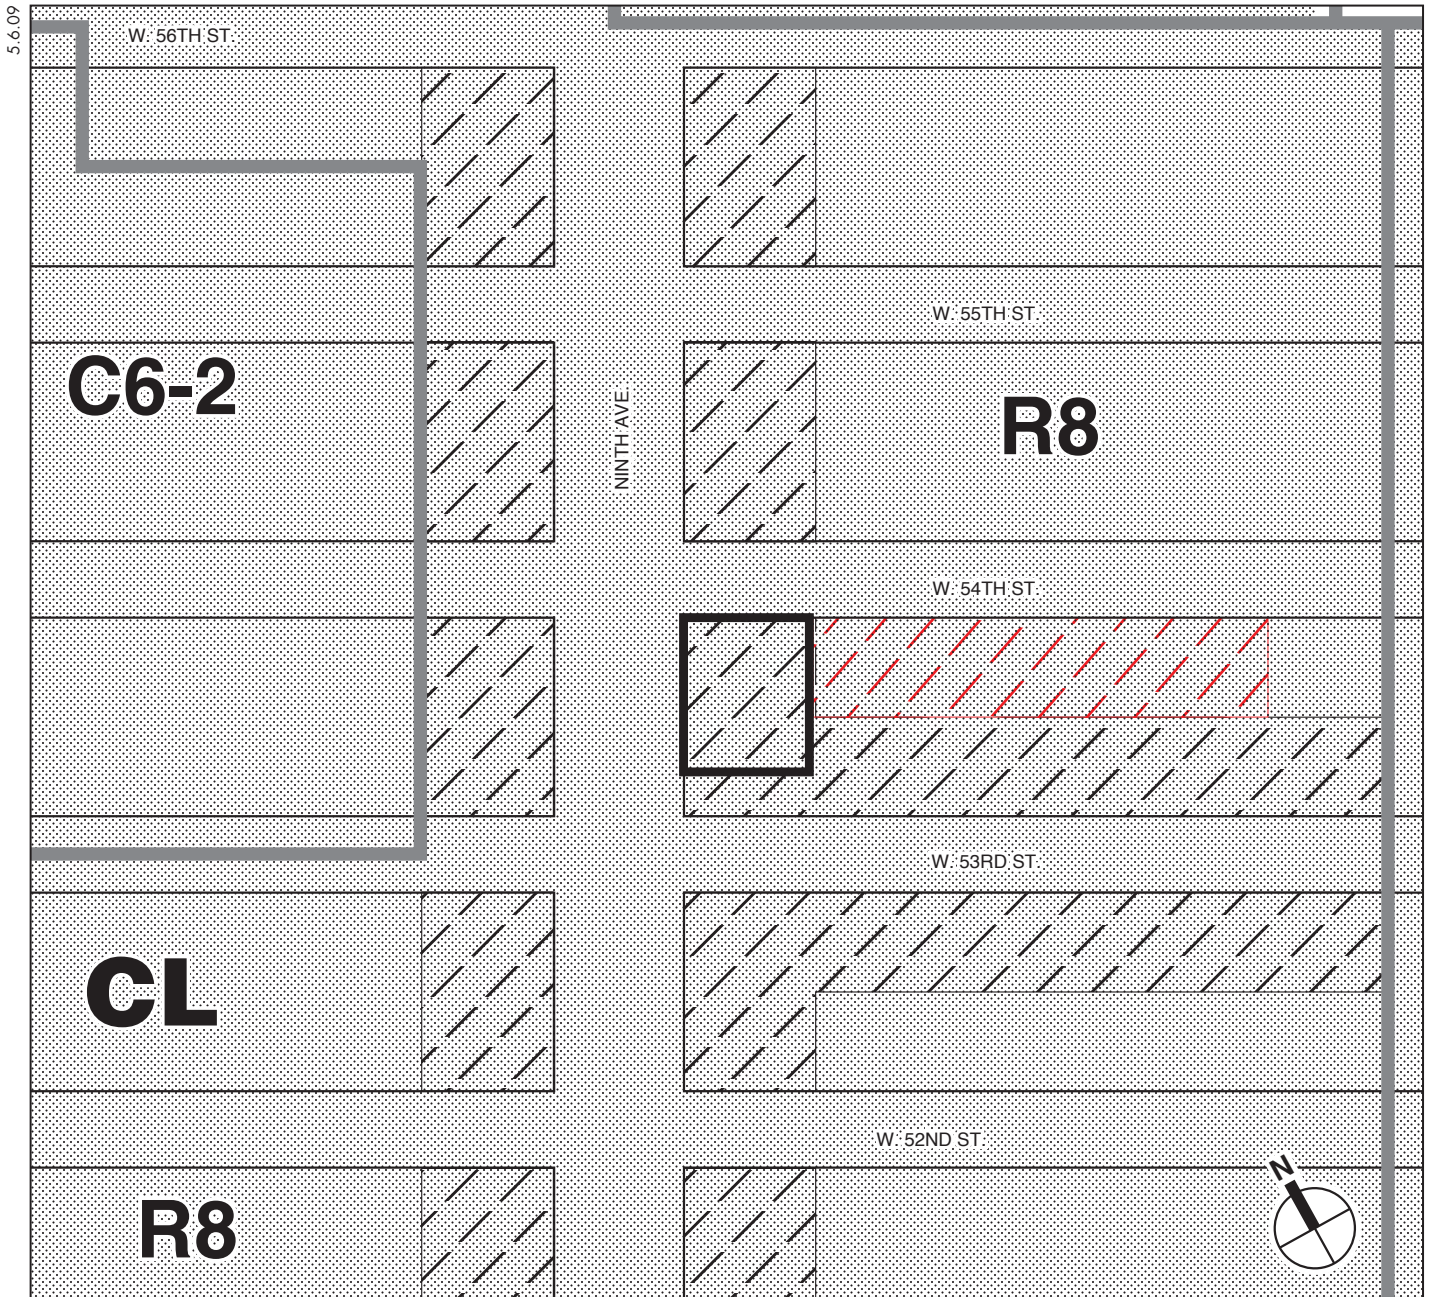 5.6.09
W. 56TH ST.
W. 55TH ST.
C6-2
NINTH AVE.
R8
W. 54TH ST.
W. 53RD ST.
CL
W. 52ND ST.
N
R8